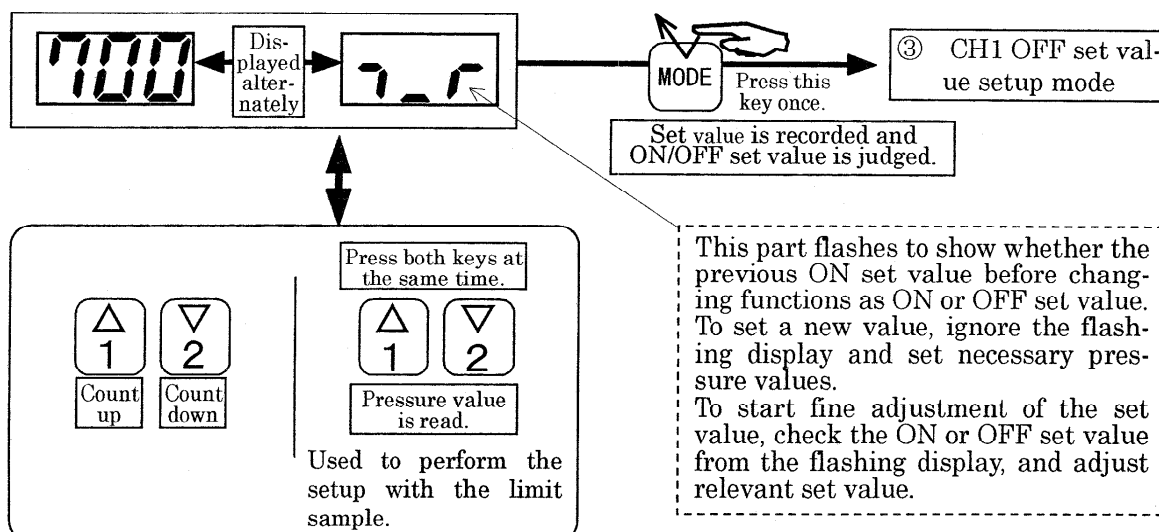 700
Dis-
played
alter-
nately
MODE
Press this
key once.
③ CH1 OFF set val-
ue setup mode
Set value is recorded and
ON/OFF set value is judged.
Press both keys at
the same time.
△ ▽ △ ▽
1 2 1 2
Count
up
Count
down
Pressure value
is read.
Used to perform the
setup with the limit
sample.
This part flashes to show whether the
previous ON set value before chang-
ing functions as ON or OFF set value.
To set a new value, ignore the flash-
ing display and set necessary pres-
sure values.
To start fine adjustment of the set
value, check the ON or OFF set value
from the flashing display, and adjust
relevant set value.